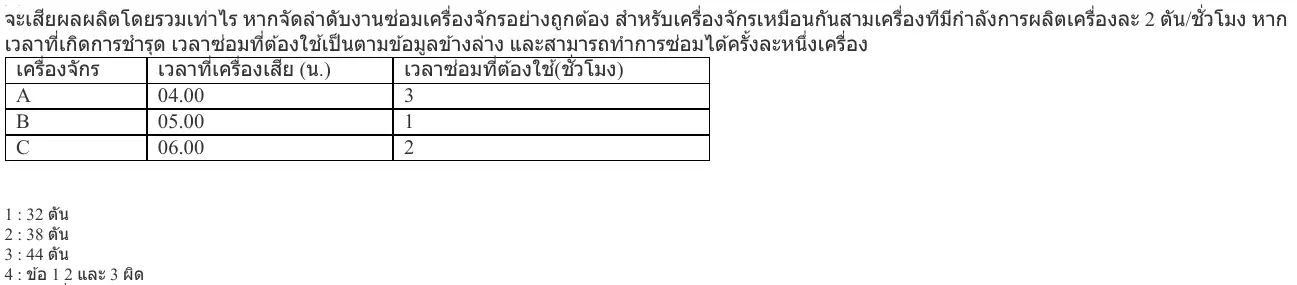 จะเสียผลผลิตโดยรวมเท่าไร หากจัดลำดับงานซ่อมเครื่องจักรอย่างถูกต้อง สำหรับเครื่องจักรเหมือนกันสามเครื่องที่มีกำลังการผลิตเครื่องละ 2 ตัน/ชั่วโมง หาก
เวลาที่เกิดการชำรุด เวลาซ่อมที่ต้องใช้เป็นตามข้อมูลข้างล่าง และสามารถทำการซ่อมได้ครั้งละหนึ่งเครื่อง
เครื่องจักร เวลาที่เครื่องเสีย (น.) เวลาซ่อมที่ต้องใช้(ชั่วโมง)
A 04.00 3
B 05.00 1
C 06.00 2
1 : 32 ตัน
2 : 38 ตัน
3 : 44 ตัน
4 : ข้อ 1 2 และ 3 ผิด